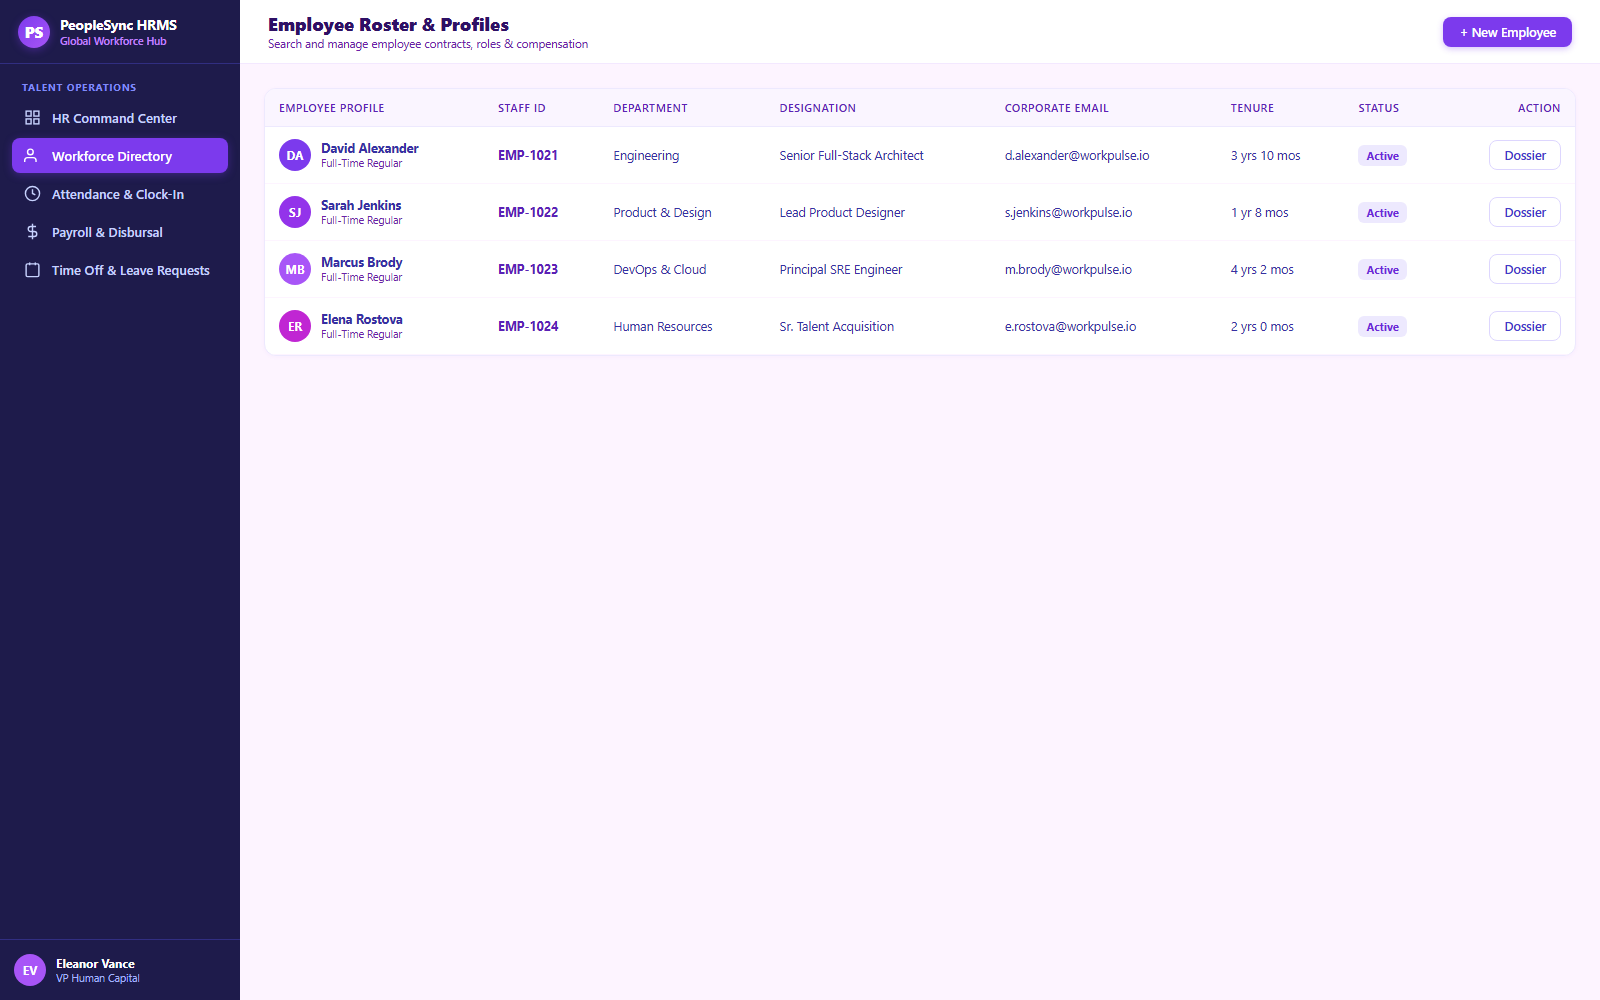 PS
PeopleSync HRMS
Global Workforce Hub
TALENT OPERATIONS
HR Command Center
Workforce Directory
Attendance & Clock-In
Payroll & Disbursal
Time Off & Leave Requests
EV
Eleanor Vance
VP Human Capital
Employee Roster & Profiles
Search and manage employee contracts, roles & compensation
+ New Employee
EMPLOYEE PROFILE STAFF ID DEPARTMENT DESIGNATION CORPORATE EMAIL TENURE STATUS ACTION
DA David Alexander EMP-1021 Engineering Senior Full-Stack Architect d.alexander@workpulse.io 3 yrs 10 mos Active Dossier
Full-Time Regular
SJ Sarah Jenkins EMP-1022 Product & Design Lead Product Designer s.jenkins@workpulse.io 1 yr 8 mos Active Dossier
Full-Time Regular
MB Marcus Brody EMP-1023 DevOps & Cloud Principal SRE Engineer m.brody@workpulse.io 4 yrs 2 mos Active Dossier
Full-Time Regular
ER Elena Rostova EMP-1024 Human Resources Sr. Talent Acquisition e.rostova@workpulse.io 2 yrs 0 mos Active Dossier
Full-Time Regular